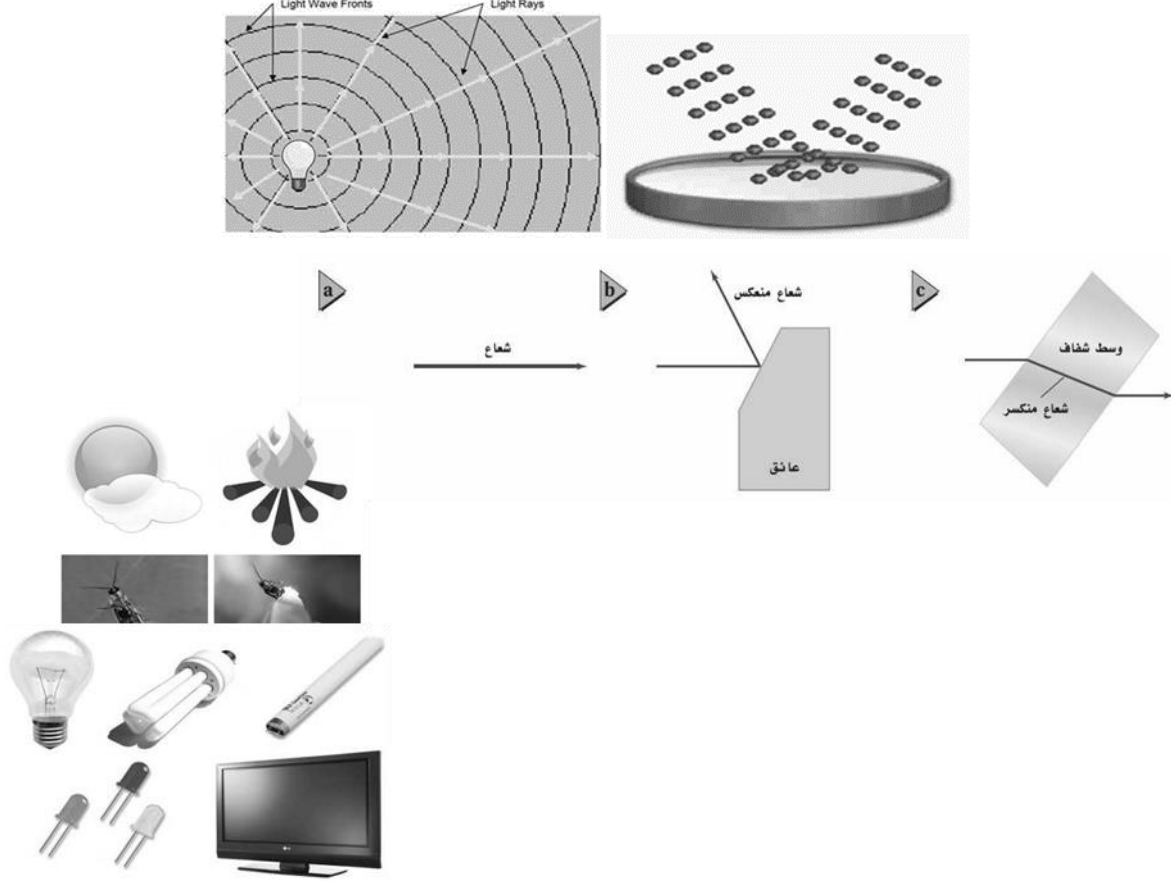 Light Wave Fronts
Light Rays
a
شعاع
b
شعاع منعكس
عائق
c
وسط شفاف
شعاع منكسر